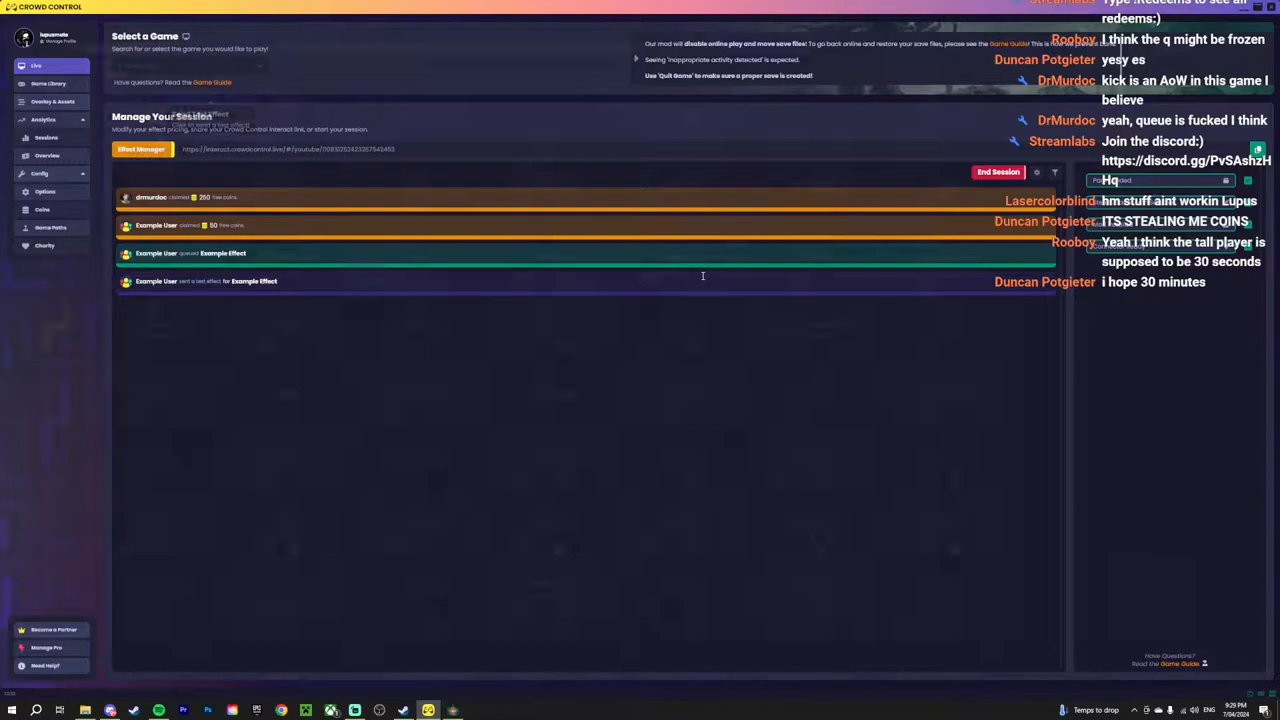 CROWD CONTROL
lupusmate
Manage Profile
Live
Game Library
Overlay & Assets
Analytics
Sessions
Overview
Config
Options
Coins
Game Paths
Charity
Become a Partner
Manage Pro
Need Help?
Select a Game
Search for or select the game you would like to play!
Have questions? Read the Game Guide
Our mod will disable online play and move save files! To go back online and restore your save files, please see the Game Guide! This is
Seeing 'inappropriate activity detected' is expected.
Use 'Quit Game' to make sure a proper save is created!
Manage Your Session
Modify your effect pricing, share your Crowd Control Interact link, or start your session.
Effect Manager
End Session
drmurdoc claimed 250 free coins.
Example User claimed 50 free coins.
Example User queued Example Effect
Example User sent a test effect for Example Effect
Have Questions?
Read the Game Guide
Streamlabs Type !Redeems to see all
redeems:)
Rooboy I think the q might be frozen
Duncan Potgieter yesy es
DrMurdoc kick is an AoW in this game I
believe
DrMurdoc yeah, queue is fucked I think
Streamlabs Join the discord:)
Lasercolorblind hm stuff aint workin Lupus
Duncan Potgieter ITS STEALING ME COINS
Rooboy Yeah I think the tall player is
supposed to be 30 seconds
Duncan Potgieter i hope 30 minutes
Temps to drop
ENG
9:29 PM
7/04/2024